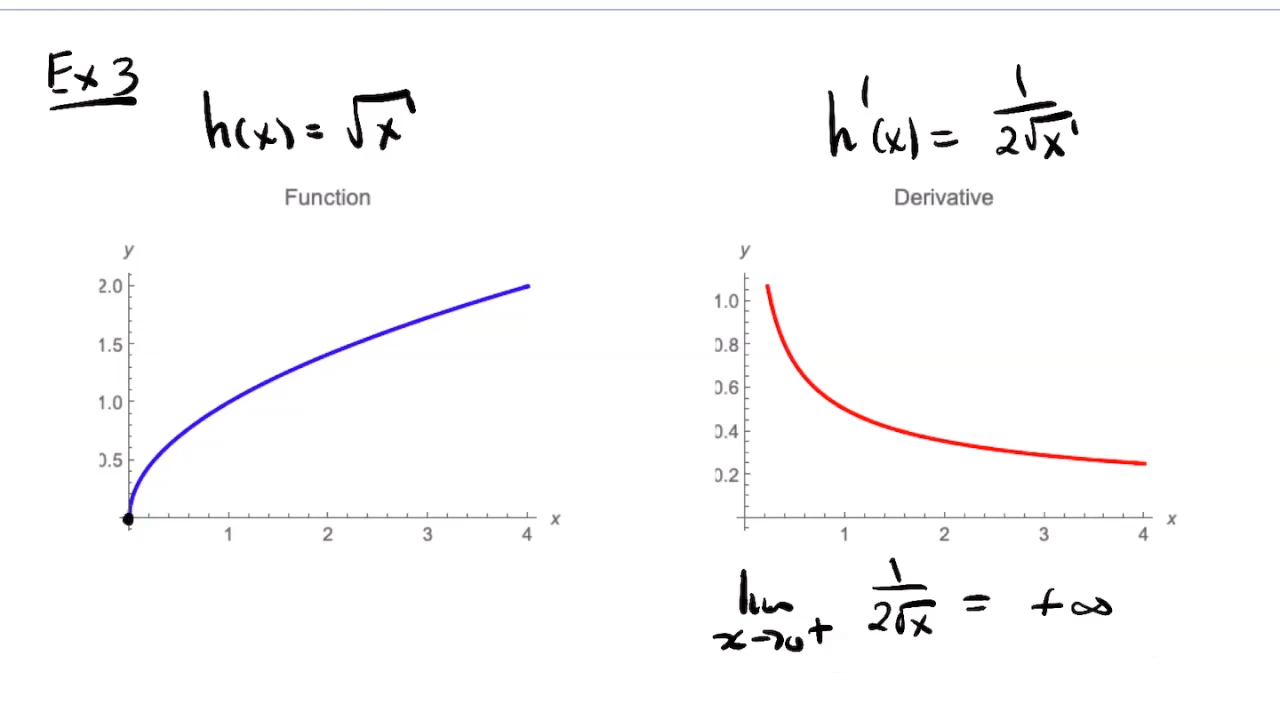 Ex 3
h(x) = √x
h'(x) = 1/(2√x)
Function
Derivative
y
2.0
1.5
1.0
0.5
1 2 3 4 x
y
1.0
0.8
0.6
0.4
0.2
1 2 3 4 x
lim x→0+ 1/(2√x) = +∞